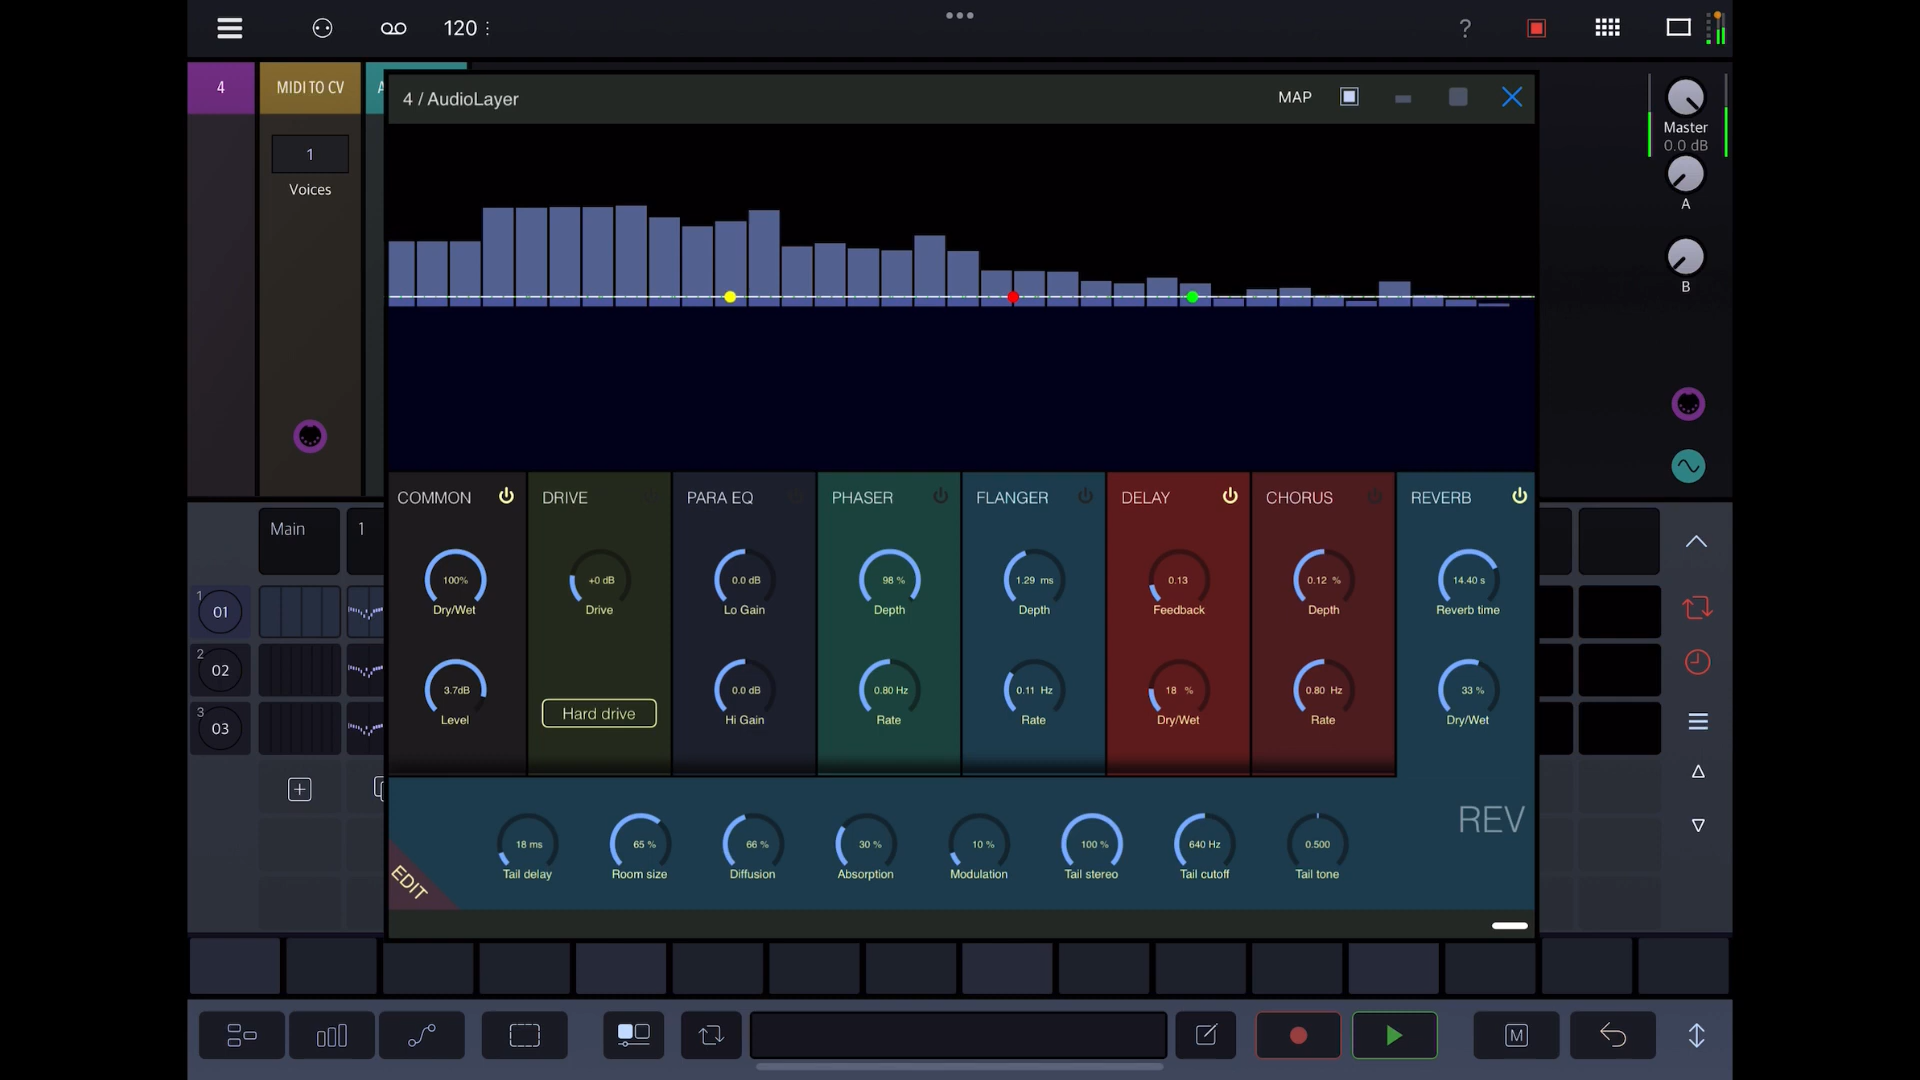 120
?
4
MIDI TO CV
A
4 / AudioLayer
MAP
1
Voices
Master
0.0 dB
A
B
COMMON
DRIVE
PARA EQ
PHASER
FLANGER
DELAY
CHORUS
REVERB
100%
Dry/Wet
+0 dB
Drive
0.0 dB
Lo Gain
98 %
Depth
1.29 ms
Depth
0.13
Feedback
0.12 %
Depth
14.40 s
Reverb time
3.7dB
Level
Hard drive
0.0 dB
Hi Gain
0.80 Hz
Rate
0.11 Hz
Rate
18 %
Dry/Wet
0.80 Hz
Rate
33 %
Dry/Wet
Main
1
1
01
2
02
3
03
REV
18 ms
Tail delay
65 %
Room size
66 %
Diffusion
30 %
Absorption
10 %
Modulation
100 %
Tail stereo
640 Hz
Tail cutoff
0.500
Tail tone
EDIT
M